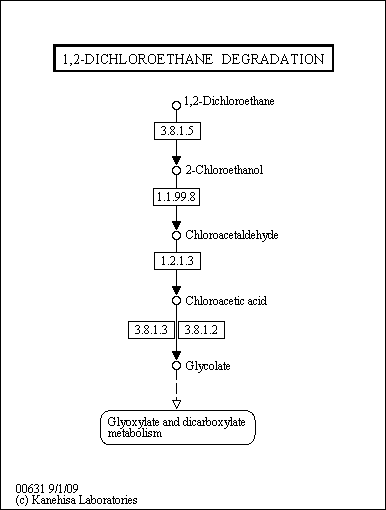 1,2-DICHLOROETHANE DEGRADATION
1,2-Dichloroethane
3.8.1.5
2-Chloroethanol
1.1.99.8
Chloroacetaldehyde
1.2.1.3
Chloroacetic acid
3.8.1.3 3.8.1.2
Glycolate
Glyoxylate and dicarboxylate
metabolism
00631 9/1/09
(c) Kanehisa Laboratories